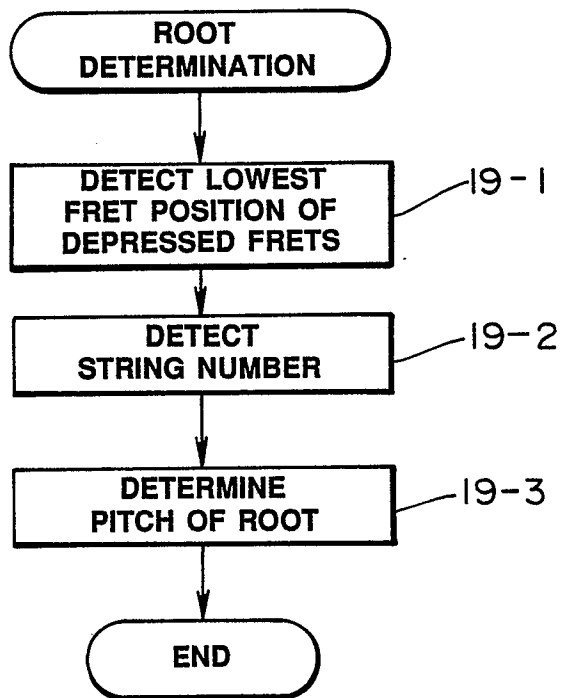 ROOT
DETERMINATION
DETECT LOWEST
FRET POSITION OF
DEPRESSED FRETS
19-1
DETECT
STRING NUMBER
19-2
DETERMINE
PITCH OF ROOT
19-3
END